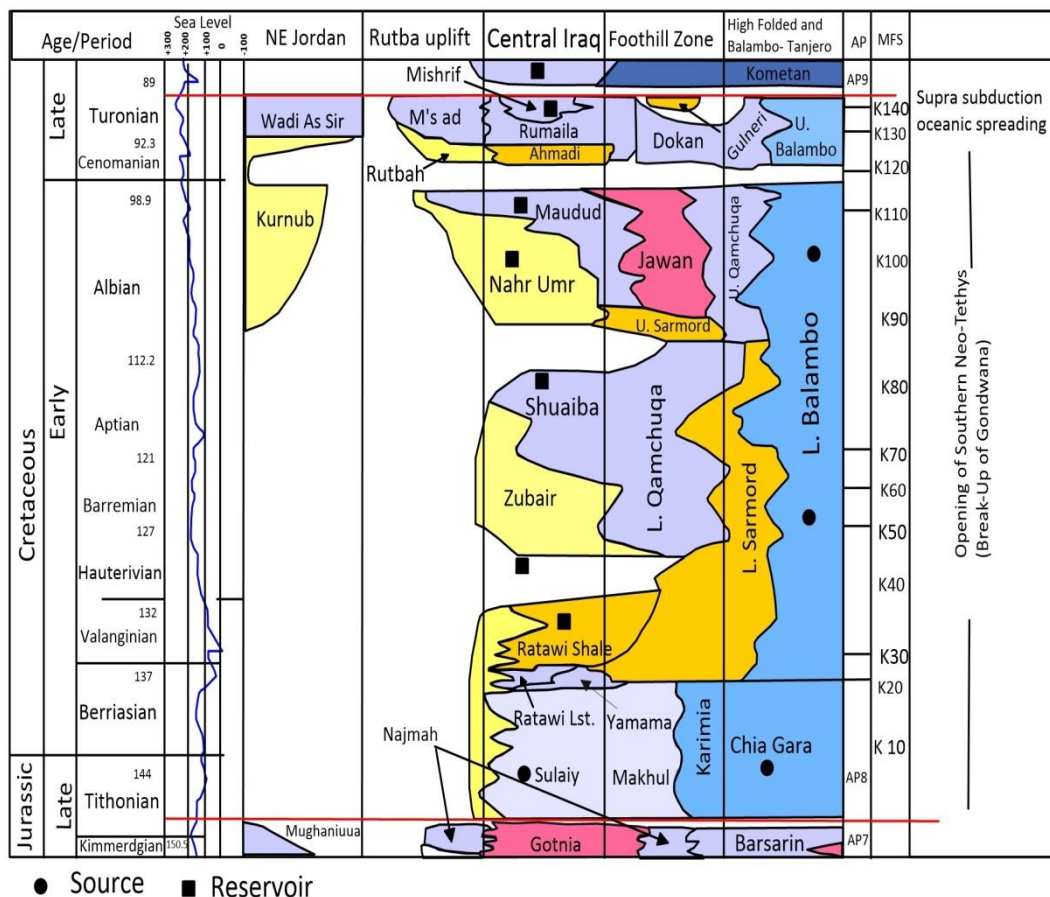 Age/Period
Sea Level
+300
+200
+100
0
-100
NE Jordan
Rutba uplift
Central Iraq
Foothill Zone
High Folded and
Balambo- Tanjero
AP
MFS
Cretaceous
Late
Early
Jurassic
Late
89
Turonian
92.3
Cenomanian
98.9
Albian
112.2
Aptian
121
Barremian
127
Hauterivian
132
Valanginian
137
Berriasian
144
Tithonian
Kimmerdgian
150.5
Wadi As Sir
Kurnub
Mughaniuua
Mishrif
M's ad
Rutbah
Najmah
Rumaila
Ahmadi
Maudud
Nahr Umr
Shuaiba
Zubair
Ratawi Shale
Ratawi Lst.
Yamama
Sulaiy
Gotnia
Kometan
Dokan
Gulneri
U.
Balambo
Jawan
U. Qamchuqa
U. Sarmord
L. Qamchuqa
L. Sarmord
L. Balambo
Makhul
Karimia
Chia Gara
Barsarin
AP9
AP8
AP7
K140
K130
K120
K110
K100
K90
K80
K70
K60
K50
K40
K30
K20
K 10
Supra subduction
oceanic spreading
Opening of Southern Neo-Tethys
(Break-Up of Gondwana)
Source
Reservoir